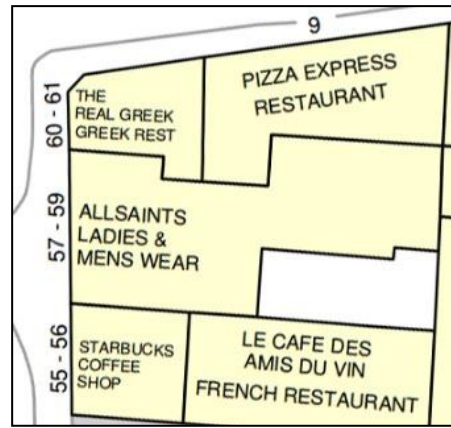 9
60 - 61
THE
REAL GREEK
GREEK REST
PIZZA EXPRESS
RESTAURANT
57 - 59
ALLSAINTS
LADIES &
MENS WEAR
55 - 56
STARBUCKS
COFFEE
SHOP
LE CAFE DES
AMIS DU VIN
FRENCH RESTAURANT